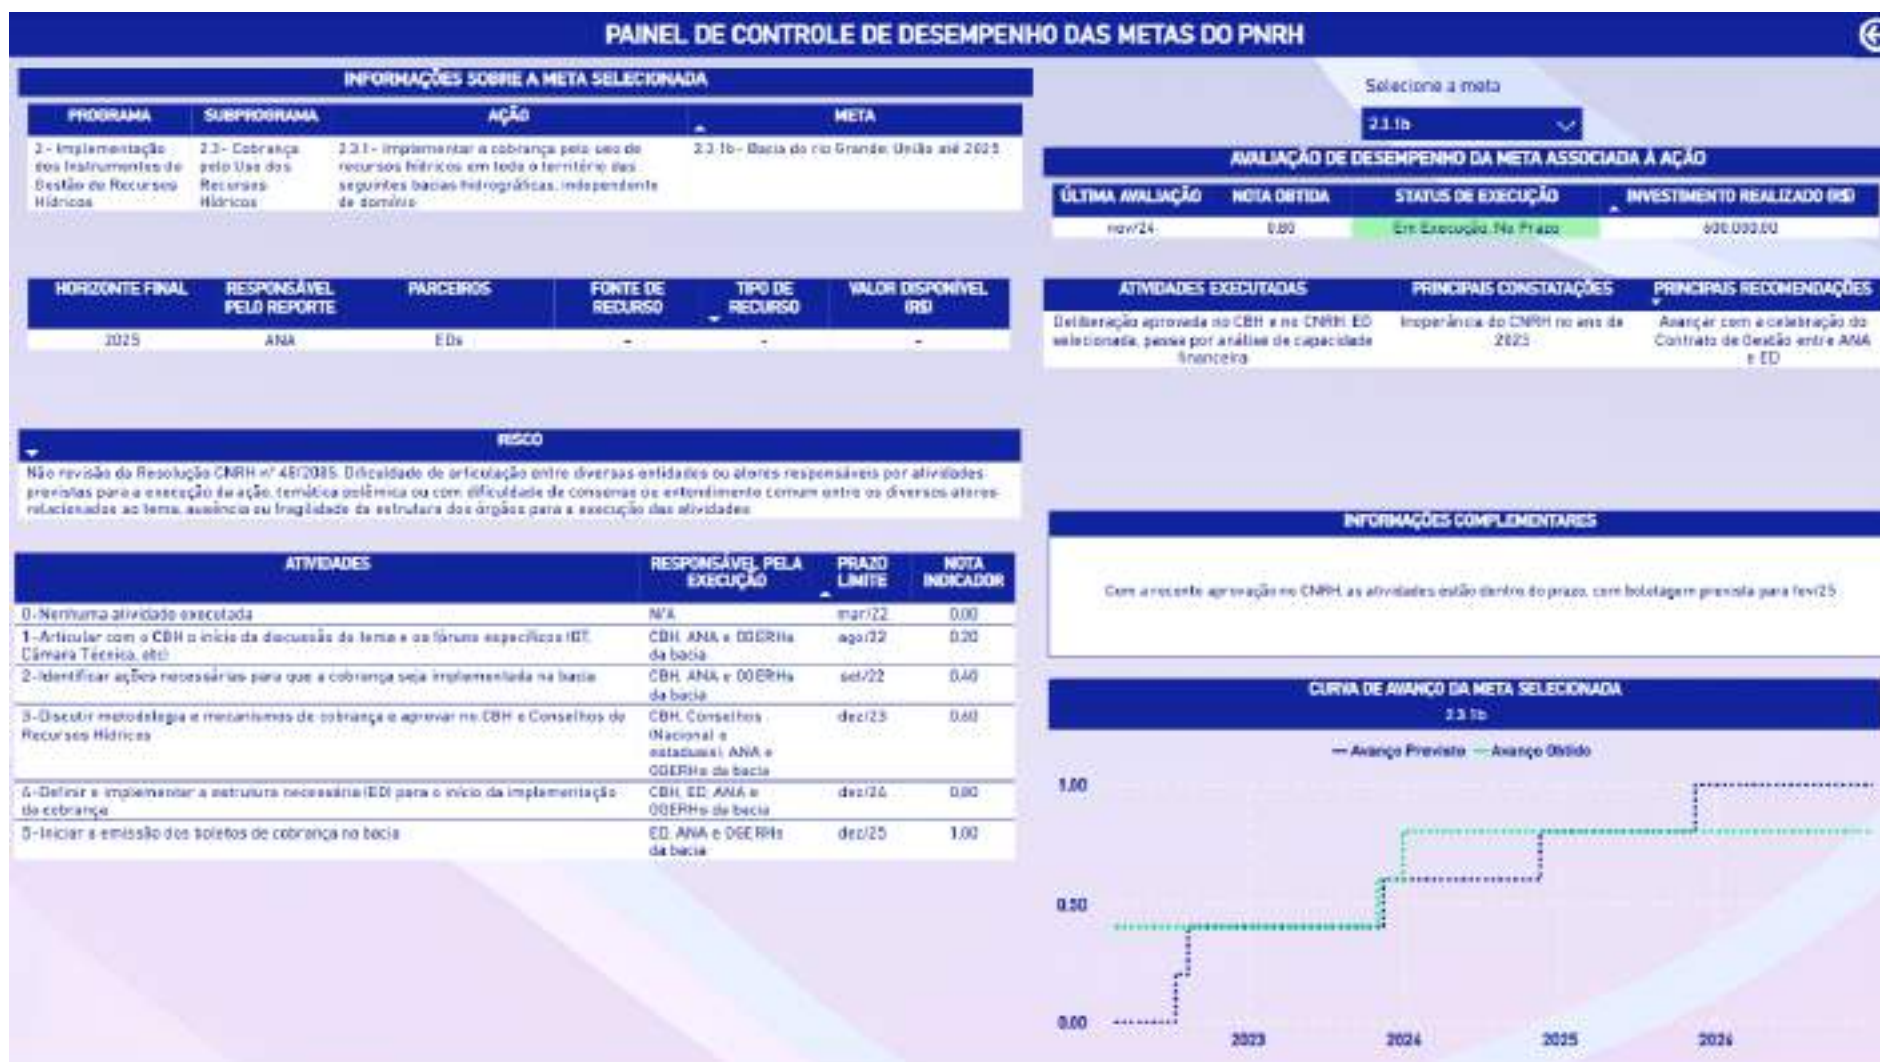 PAINEL DE CONTROLE DE DESEMPENHO DAS METAS DO PNRH
INFORMAÇÕES SOBRE A META SELECIONADA
PROGRAMA SUBPROGRAMA AÇÃO META
2 - Implementação 2.3 - Cobrança 2.3.1 - Implementar a cobrança pelo uso de 2.3.1b - Bacia do rio Grande: União até 2025
dos Instrumentos de pelo Uso dos recursos hídricos em todo o território das
Gestão de Recursos Recursos seguintes bacias hidrográficas, independente
Hídricos Hídricos de domínio
HORIZONTE FINAL RESPONSÁVEL PARCEIROS FONTE DE TIPO DE VALOR DISPONÍVEL
PELO REPORTE RECURSO RECURSO (R$)
2025 ANA EDs - - -
RISCO
Não revisão da Resolução CNRH nº Dificuldade de articulação entre diversas entidades ou atores responsáveis por atividades
previstas para a execução da ação, temática polêmica ou com dificuldade de consenso ou entendimento comum entre os diversos atores
relacionados ao tema, ausência ou fragilidade da estrutura dos órgãos para a execução das atividades
ATIVIDADES RESPONSÁVEL PELA PRAZO NOTA
EXECUÇÃO LIMITE INDICADOR
0-Nenhuma atividade executada N/A mar/22 0.00
1-Articular com o CBH o início da discussão do tema e os fóruns específicos (GT, CBH, ANA e OGERHs ago/22 0.20
Câmara Técnica, etc) da bacia
2-Identificar ações necessárias para que a cobrança seja implementada na bacia CBH, ANA e OGERHs set/22 0.40
da bacia
3-Discutir metodologia e mecanismos de cobrança e aprovar no CBH e Conselhos de CBH, Conselhos dez/23 0.60
Recursos Hídricos (Nacional e
estaduais), ANA e
OGERHs da bacia
4-Definir e implementar a estrutura necessária (ED) para o início da implementação CBH, ED, ANA e dez/24 0.80
da cobrança OGERHs da bacia
5-Iniciar a emissão dos boletos de cobrança na bacia ED, ANA e OGERHs dez/25 1.00
da bacia
Selecione a meta
2.3.1b
AVALIAÇÃO DE DESEMPENHO DA META ASSOCIADA À AÇÃO
ÚLTIMA AVALIAÇÃO NOTA OBTIDA STATUS DE EXECUÇÃO INVESTIMENTO REALIZADO (R$)
nov/24 0.80 Em Execução. No Prazo 600.000,00
ATIVIDADES EXECUTADAS PRINCIPAIS CONSTATAÇÕES PRINCIPAIS RECOMENDAÇÕES
Deliberação aprovada no CBH e no CNRH. ED Inoperância do CNRH no ano de Avançar com a celebração do
selecionada, passa por análise de capacidade 2023 Contrato de Gestão entre ANA
financeira e ED
INFORMAÇÕES COMPLEMENTARES
Com a recente aprovação no CNRH, as atividades estão dentro do prazo, com boletagem prevista para fev/25
CURVA DE AVANÇO DA META SELECIONADA
2.3.1b
Avanço Previsto Avanço Obtido
1.00
0.50
0.00
2023 2024 2025 2026